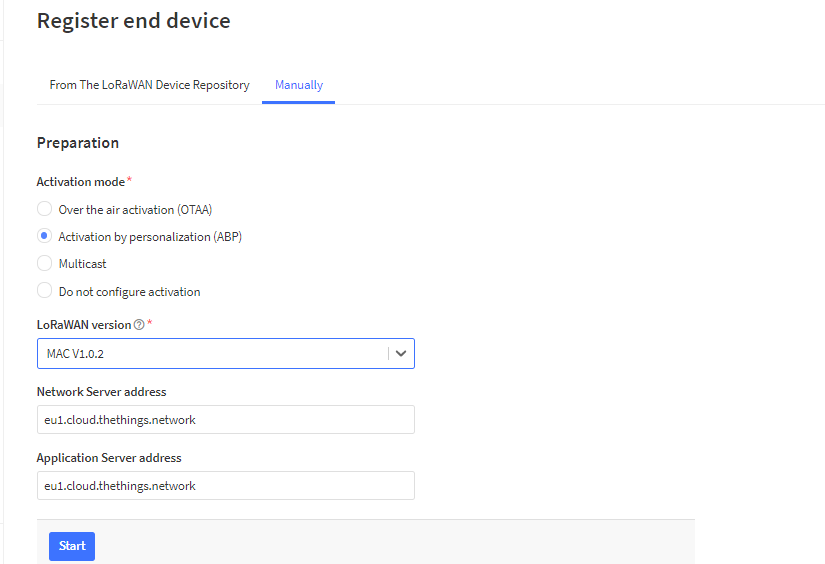 Register end device
From The LoRaWAN Device Repository Manually
Preparation
Activation mode*
Over the air activation (OTAA)
Activation by personalization (ABP)
Multicast
Do not configure activation
LoRaWAN version ? *
MAC V1.0.2
Network Server address
eu1.cloud.thethings.network
Application Server address
eu1.cloud.thethings.network
Start